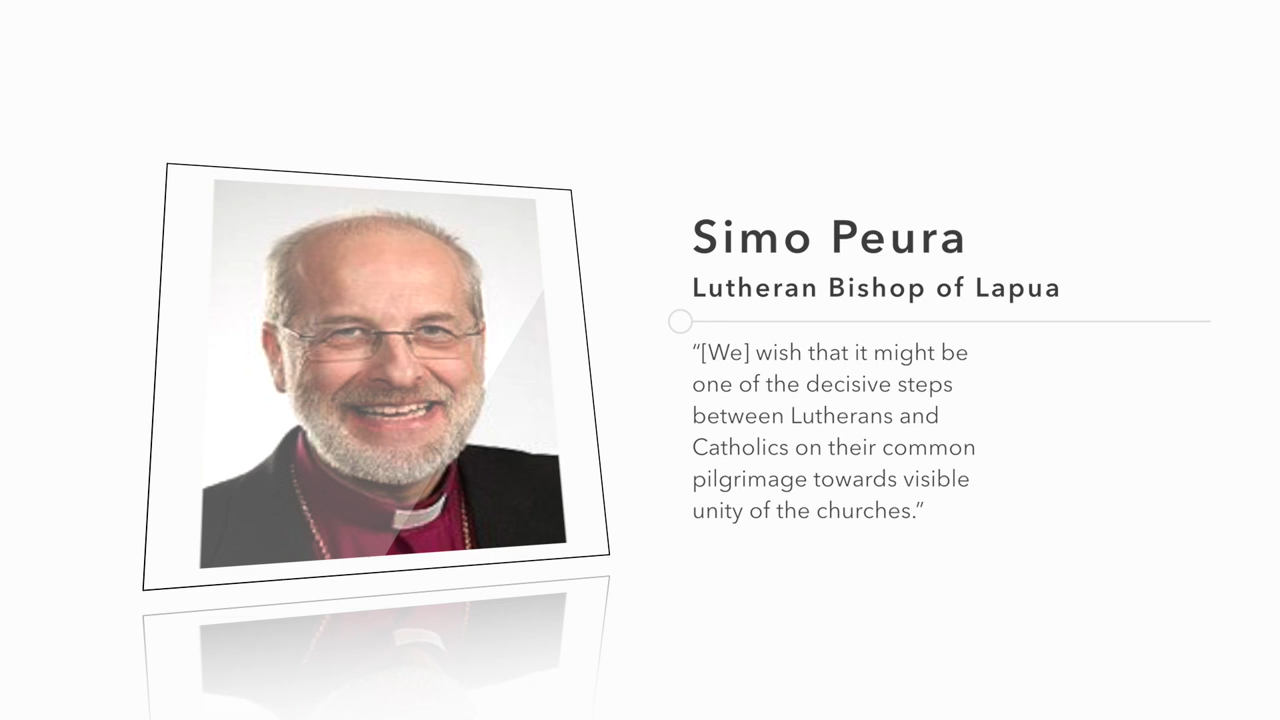 Simo Peura
Lutheran Bishop of Lapua
“[We] wish that it might be
one of the decisive steps
between Lutherans and
Catholics on their common
pilgrimage towards visible
unity of the churches.”